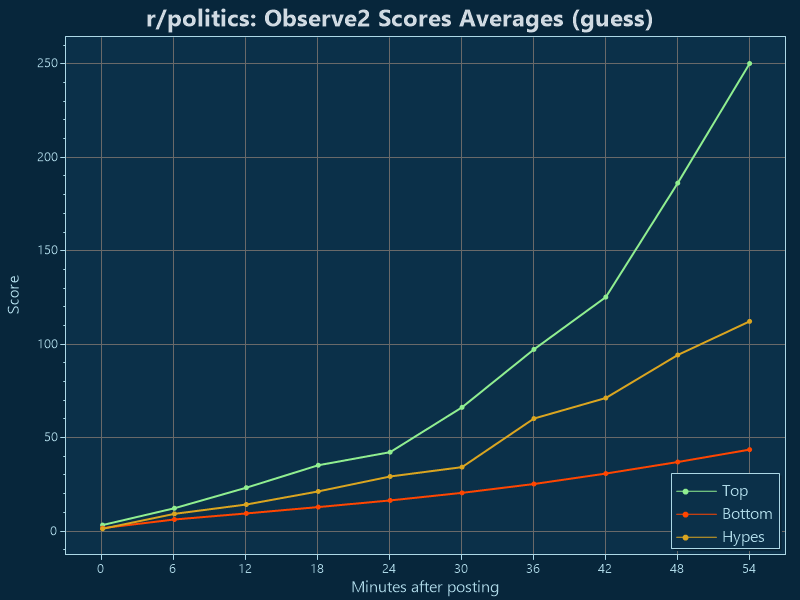 r/politics: Observe2 Scores Averages (guess)
250
200
150
100
50
0
Score
0 6 12 18 24 30 36 42 48 54
Minutes after posting
Top
Bottom
Hypes